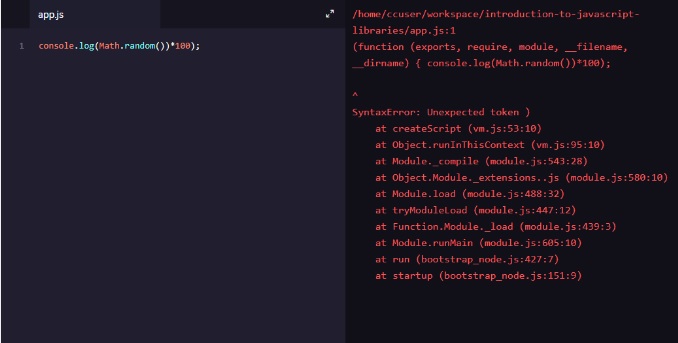 app.js
1 console.log(Math.random())*100);
/home/ccuser/workspace/introduction-to-javascript-
libraries/app.js:1
(function (exports, require, module, __filename,
__dirname) { console.log(Math.random())*100);
^
SyntaxError: Unexpected token )
at createScript (vm.js:53:10)
at Object.runInThisContext (vm.js:95:10)
at Module._compile (module.js:543:28)
at Object.Module._extensions..js (module.js:580:10)
at Module.load (module.js:488:32)
at tryModuleLoad (module.js:447:12)
at Function.Module._load (module.js:439:3)
at Module.runMain (module.js:605:10)
at run (bootstrap_node.js:427:7)
at startup (bootstrap_node.js:151:9)